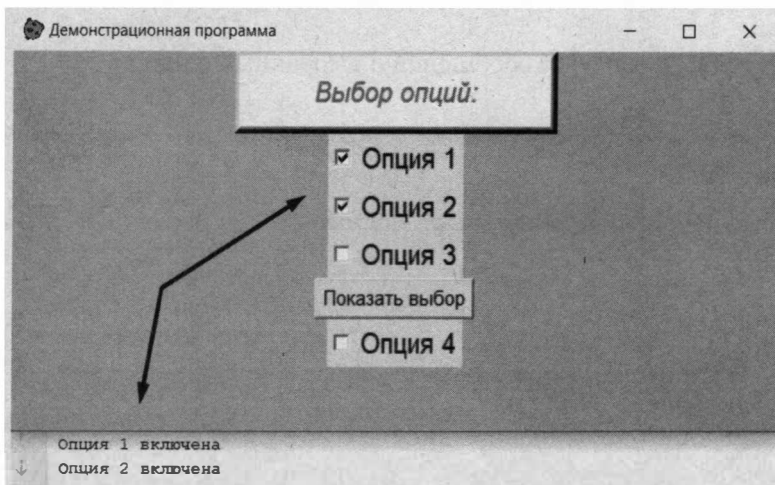 Демонстрационная программа
Выбор опций:
Опция 1
Опция 2
Опция 3
Показать выбор
Опция 4
Опция 1 включена
Опция 2 включена